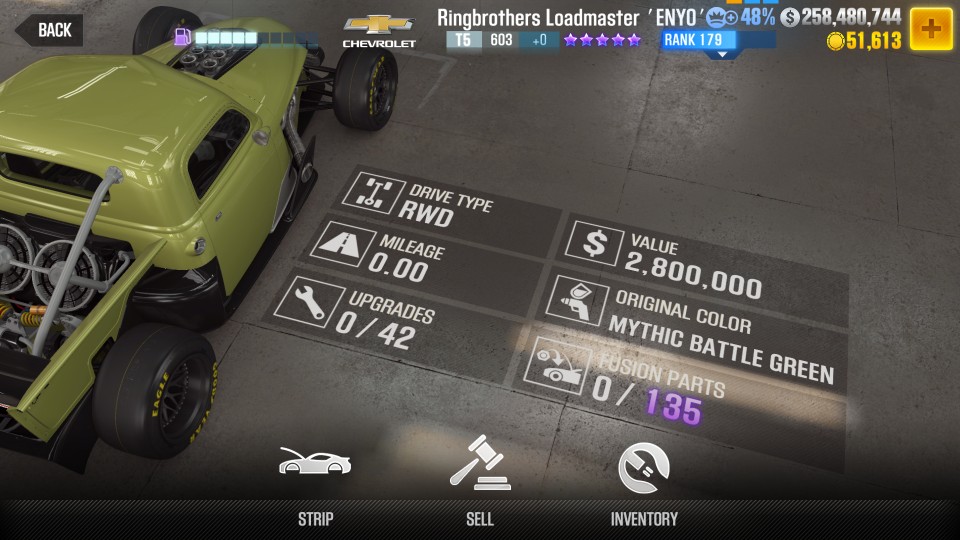 BACK
CHEVROLET
Ringbrothers Loadmaster 'ENYO'
48%
$ 258,480,744
T5 603 +0
RANK 179
51,613
DRIVE TYPE
RWD
MILEAGE
0.00
UPGRADES
0 / 42
$
VALUE
2,800,000
ORIGINAL COLOR
MYTHIC BATTLE GREEN
FUSION PARTS
0 / 135
EAGLE
STRIP
SELL
INVENTORY